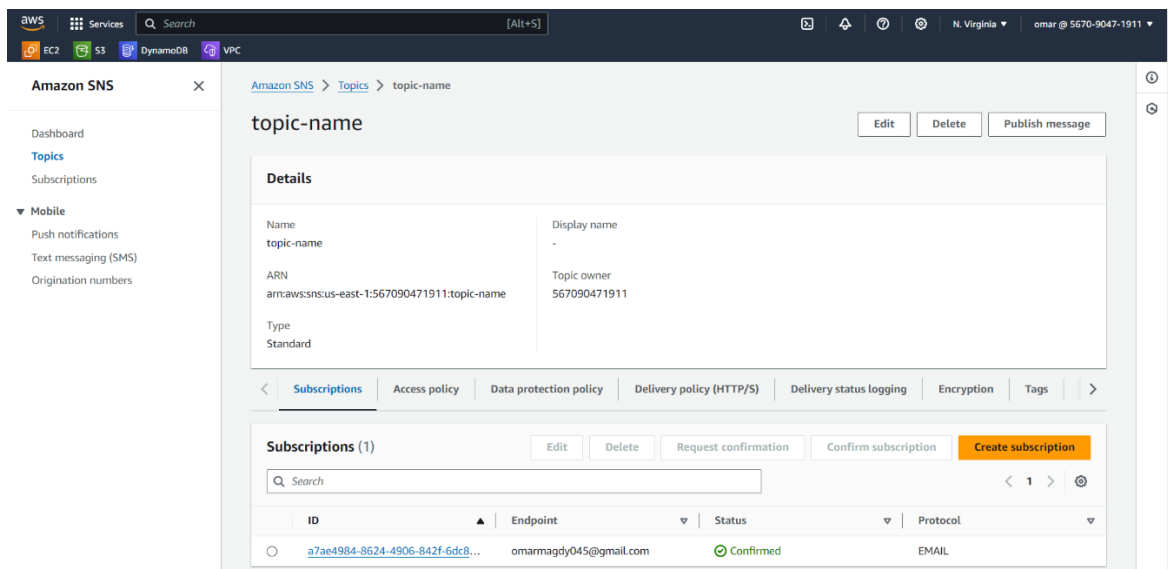 aws Services Search [Alt+S] N. Virginia ▼ omar @ 5670-9047-1911 ▼
EC2 S3 DynamoDB VPC
Amazon SNS
Dashboard
Topics
Subscriptions
Mobile
Push notifications
Text messaging (SMS)
Origination numbers
Amazon SNS > Topics > topic-name
topic-name
Edit Delete Publish message
Details
Name
topic-name
ARN
arn:aws:sns:us-east-1:567090471911:topic-name
Type
Standard
Display name
-
Topic owner
567090471911
Subscriptions Access policy Data protection policy Delivery policy (HTTP/S) Delivery status logging Encryption Tags
Subscriptions (1) Edit Delete Request confirmation Confirm subscription Create subscription
Search < 1 >
ID Endpoint Status Protocol
a7ae4984-8624-4906-842f-6dc8... omarmagdy045@gmail.com Confirmed EMAIL